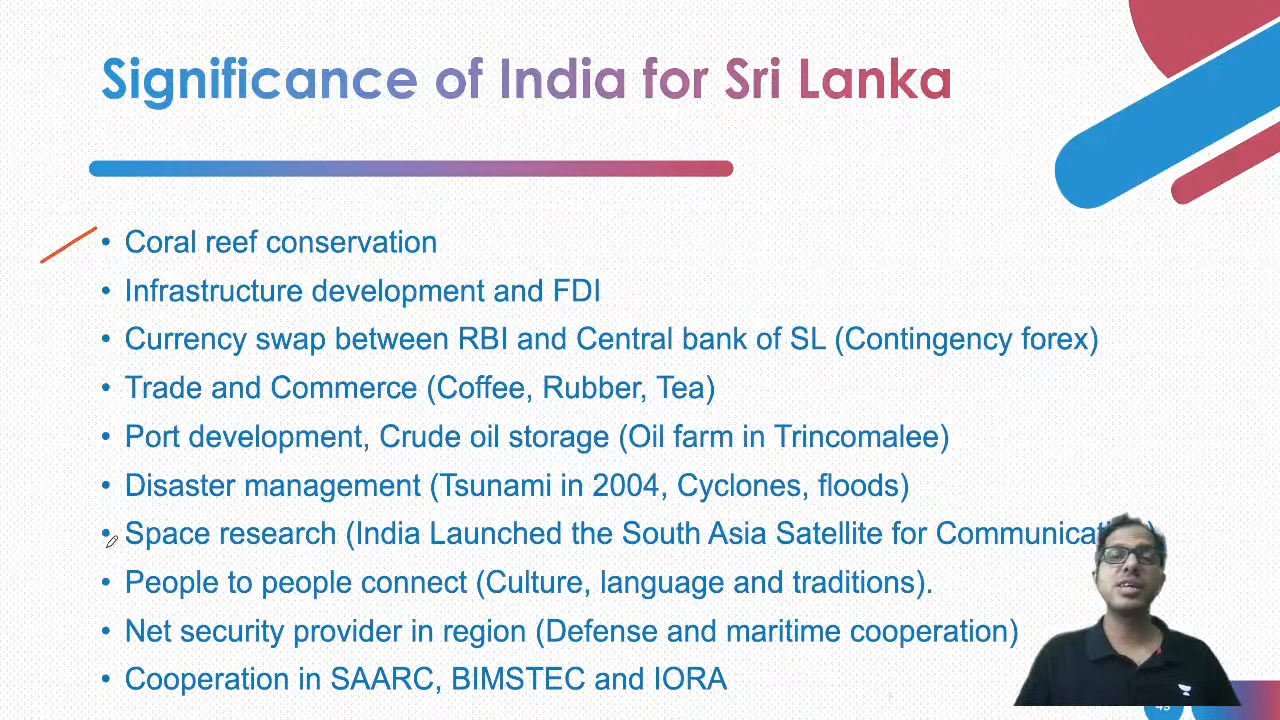 Significance of India for Sri Lanka
• Coral reef conservation
• Infrastructure development and FDI
• Currency swap between RBI and Central bank of SL (Contingency forex)
• Trade and Commerce (Coffee, Rubber, Tea)
• Port development, Crude oil storage (Oil farm in Trincomalee)
• Disaster management (Tsunami in 2004, Cyclones, floods)
• Space research (India Launched the South Asia Satellite for
• People to people connect (Culture, language and traditions).
• Net security provider in region (Defense and maritime cooperation)
• Cooperation in SAARC, BIMSTEC and IORA